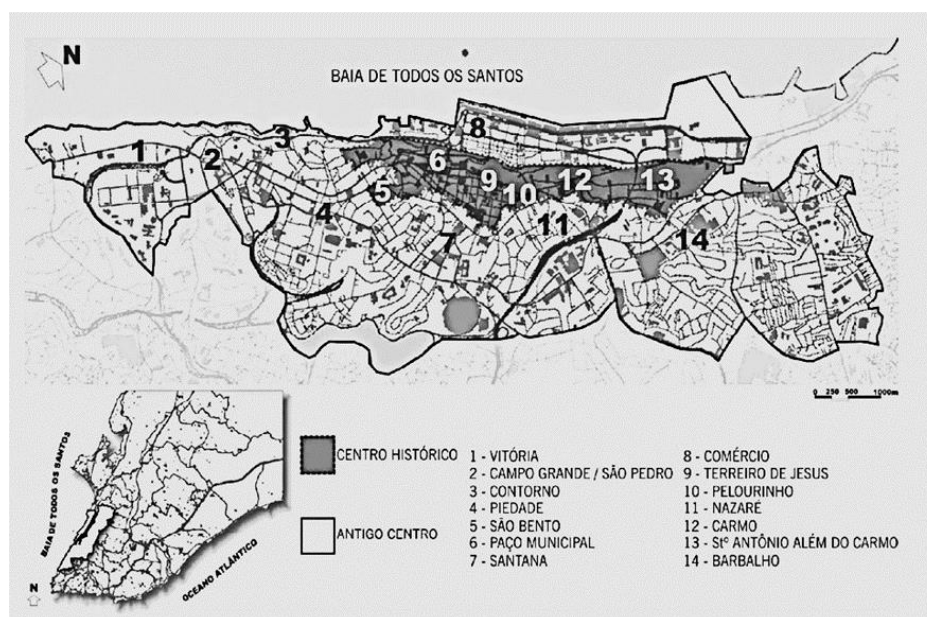 N
BAIA DE TODOS OS SANTOS
1
2
3
4
5
6
7
8
9
10
11
12
13
14
0 250 500 1000m
BAIA DE TODOS OS SANTOS
OCEANO ATLÂNTICO
N
CENTRO HISTÓRICO
ANTIGO CENTRO
1 - VITÓRIA
2 - CAMPO GRANDE / SÃO PEDRO
3 - CONTORNO
4 - PIEDADE
5 - SÃO BENTO
6 - PAÇO MUNICIPAL
7 - SANTANA
8 - COMÉRCIO
9 - TERREIRO DE JESUS
10 - PELOURINHO
11 - NAZARÉ
12 - CARMO
13 - Stº ANTÔNIO ALÉM DO CARMO
14 - BARBALHO